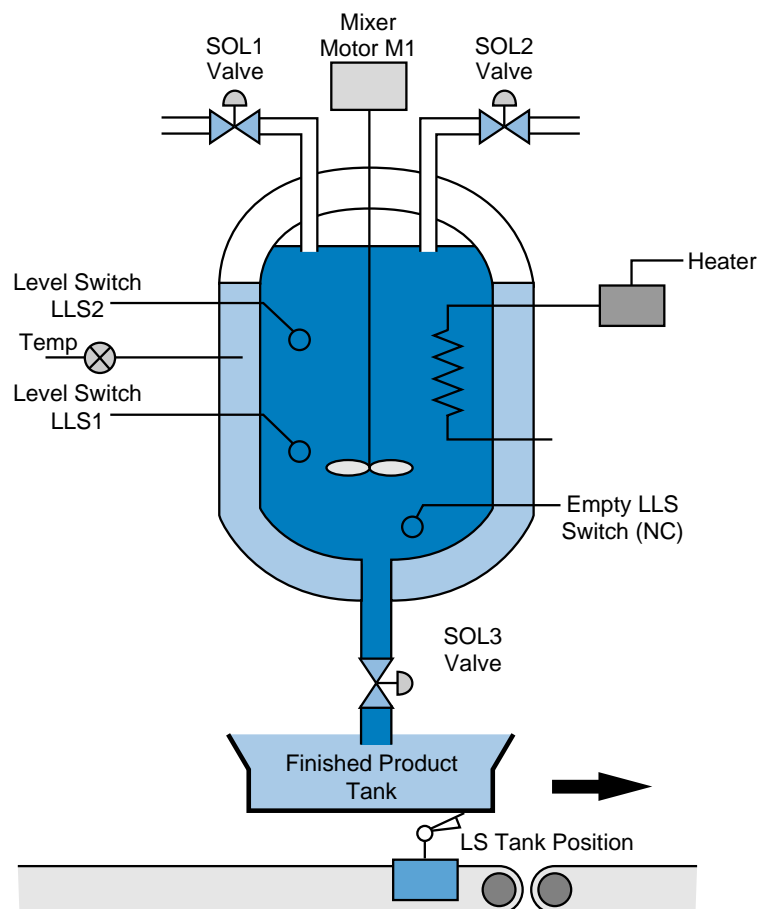 Mixer
Motor M1
SOL1
Valve
SOL2
Valve
Heater
Level Switch
LLS2
Temp
Level Switch
LLS1
Empty LLS
Switch (NC)
SOL3
Valve
Finished Product
Tank
LS Tank Position